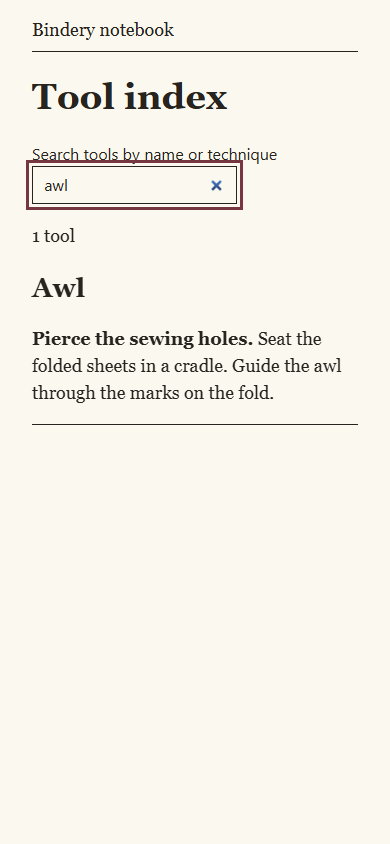 Bindery notebook
Tool index
Search tools by name or technique
awl
1 tool
Awl
Pierce the sewing holes. Seat the
folded sheets in a cradle. Guide the awl
through the marks on the fold.